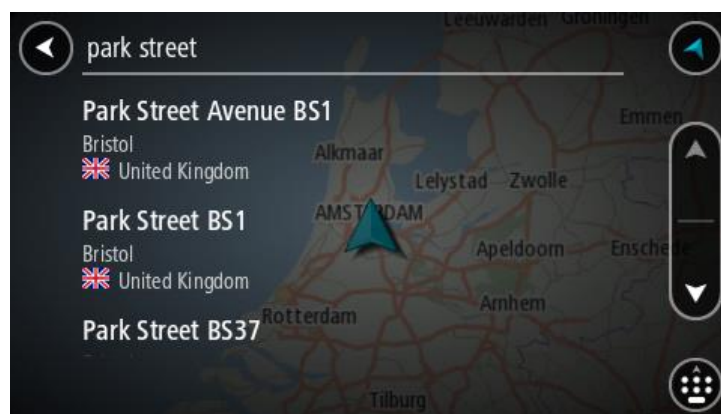 Leeuwarden Groningen
park street
Park Street Avenue BS1
Bristol
United Kingdom
Emmen
Alkmaar
Lelystad Zwolle
AMSTERDAM
Park Street BS1
Bristol
United Kingdom
Apeldoorn
Arnhem
Rotterdam
Park Street BS37
Tilburg